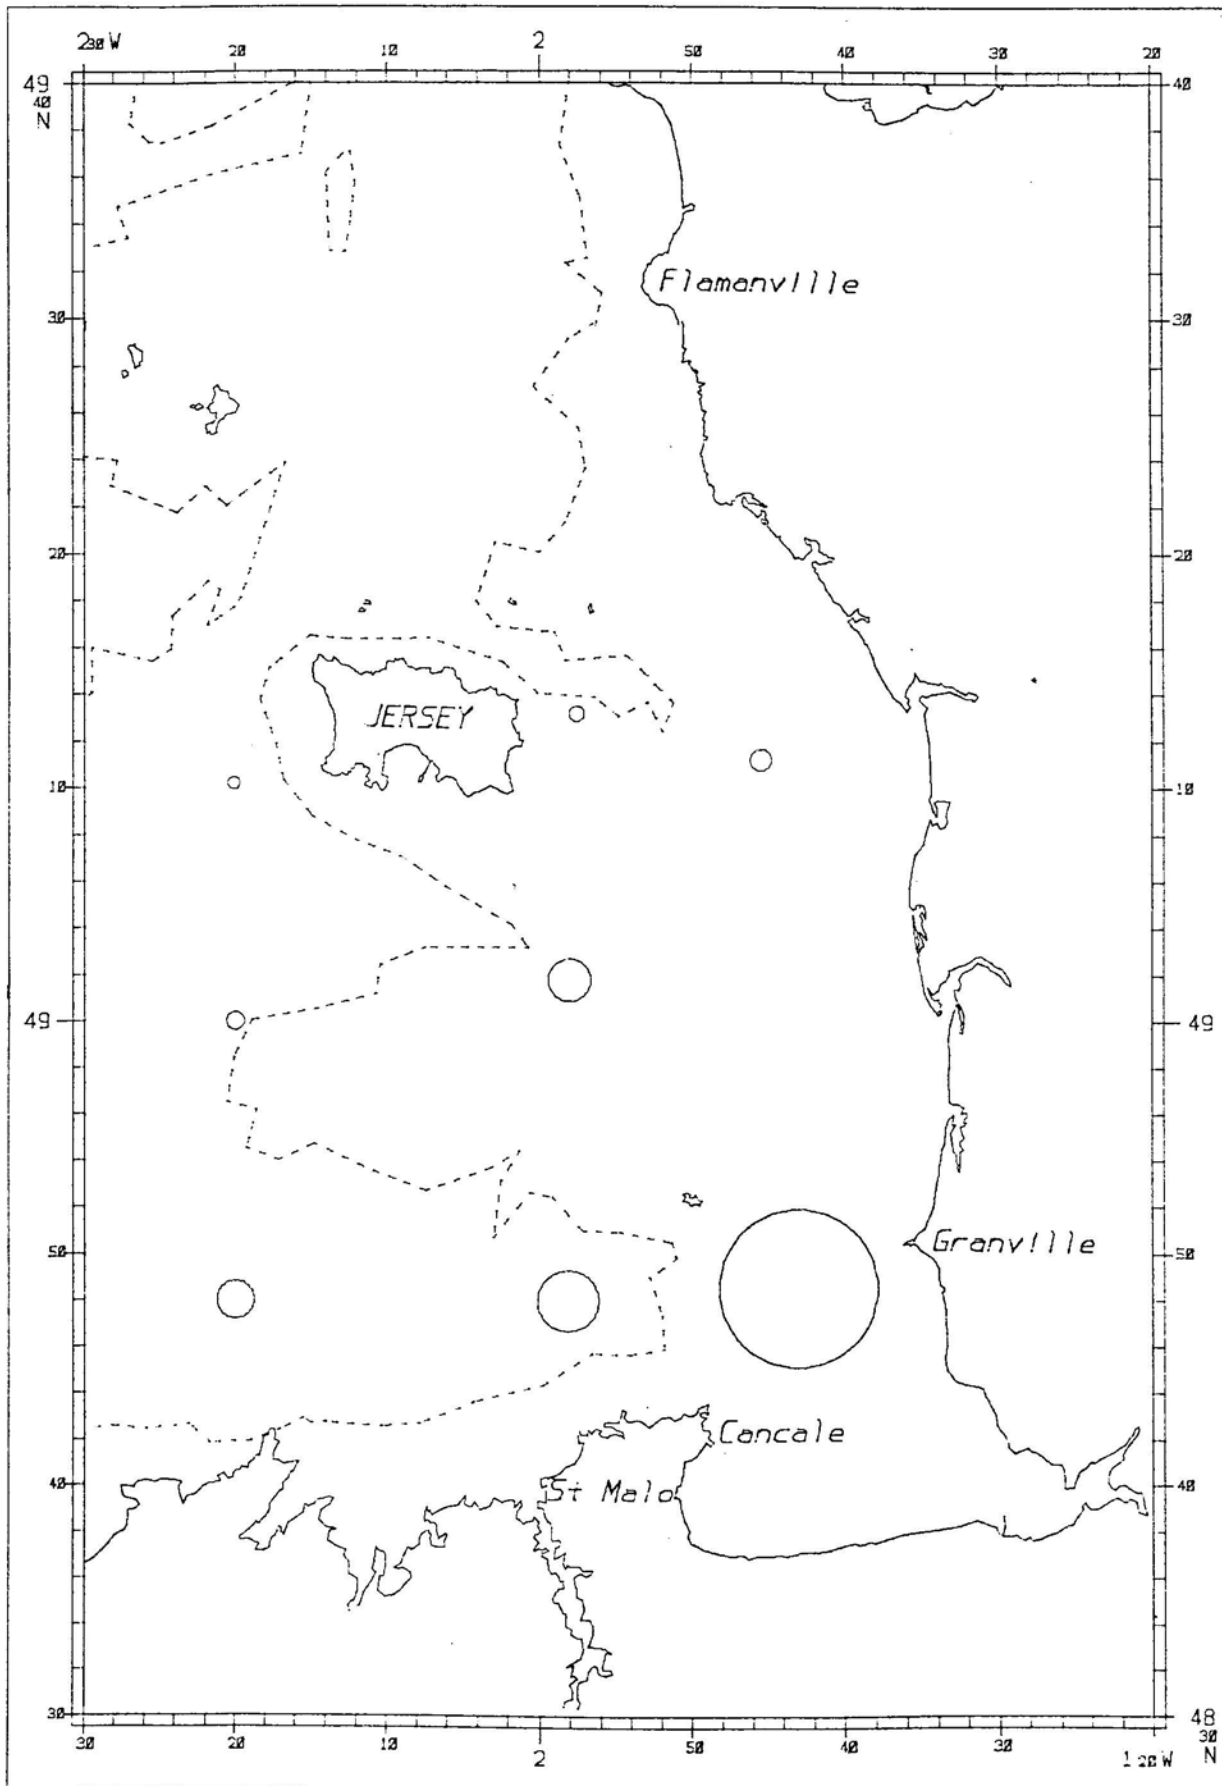 2 30 W 20 10 2 50 40 30 20
49 40 N
40
Flamanville
30 30
20 20
JERSEY
10 10
49 49
50 50
Granville
Cancale
40 40
St Malo
30
48 30 N
30 20 10 2 50 40 30 1 20 W